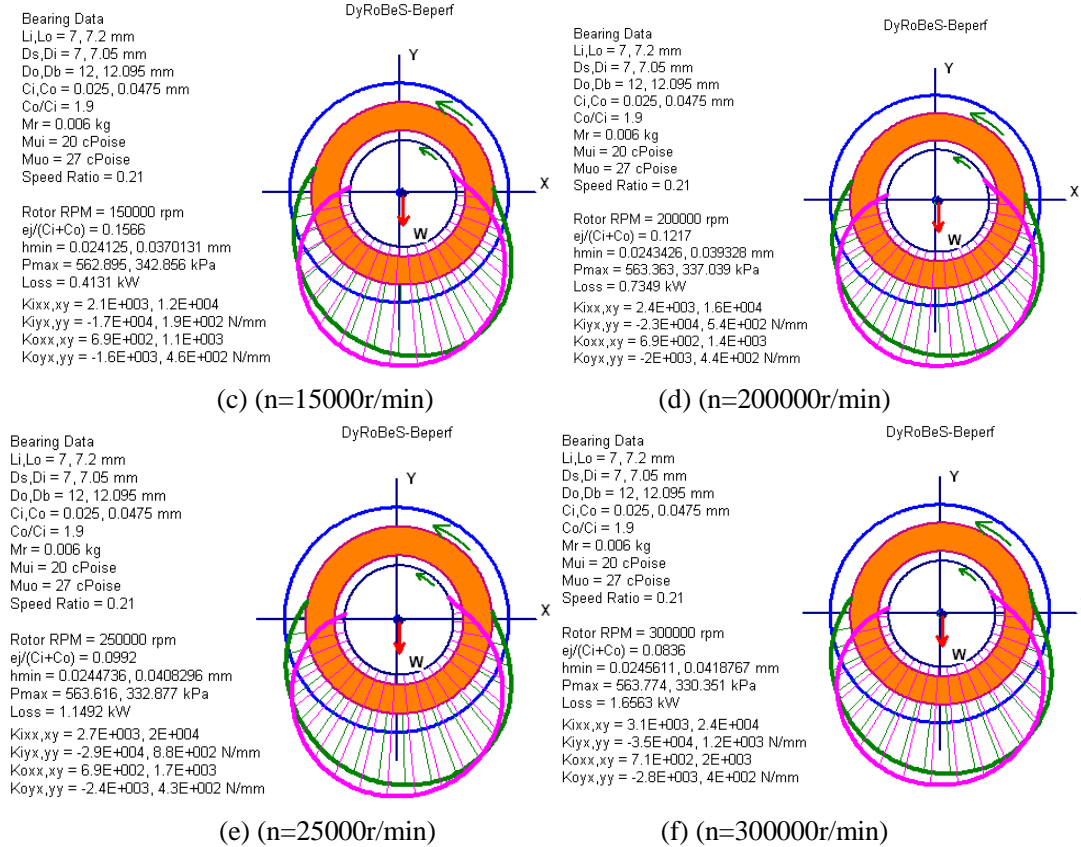 DyRoBeS-Beperf
Bearing Data
Li,Lo = 7, 7.2 mm
Ds,Di = 7, 7.05 mm
Do,Db = 12, 12.095 mm
Ci,Co = 0.025, 0.0475 mm
Co/Ci = 1.9
Mr = 0.006 kg
Mui = 20 cPoise
Muo = 27 cPoise
Speed Ratio = 0.21
Rotor RPM = 150000 rpm
ej/(Ci+Co) = 0.1566
hmin = 0.024125, 0.0370131 mm
Pmax = 562.895, 342.856 kPa
Loss = 0.4131 kW
Kixx,xy = 2.1E+003, 1.2E+004
Kiyx,yy = -1.7E+004, 1.9E+002 N/mm
Koxx,xy = 6.9E+002, 1.1E+003
Koyx,yy = -1.6E+003, 4.6E+002 N/mm
Y
X
W
(c) (n=15000r/min)
DyRoBeS-Beperf
Bearing Data
Li,Lo = 7, 7.2 mm
Ds,Di = 7, 7.05 mm
Do,Db = 12, 12.095 mm
Ci,Co = 0.025, 0.0475 mm
Co/Ci = 1.9
Mr = 0.006 kg
Mui = 20 cPoise
Muo = 27 cPoise
Speed Ratio = 0.21
Rotor RPM = 200000 rpm
ej/(Ci+Co) = 0.1217
hmin = 0.0243426, 0.039328 mm
Pmax = 563.363, 337.039 kPa
Loss = 0.7349 kW
Kixx,xy = 2.4E+003, 1.6E+004
Kiyx,yy = -2.3E+004, 5.4E+002 N/mm
Koxx,xy = 6.9E+002, 1.4E+003
Koyx,yy = -2E+003, 4.4E+002 N/mm
Y
X
W
(d) (n=200000r/min)
DyRoBeS-Beperf
Bearing Data
Li,Lo = 7, 7.2 mm
Ds,Di = 7, 7.05 mm
Do,Db = 12, 12.095 mm
Ci,Co = 0.025, 0.0475 mm
Co/Ci = 1.9
Mr = 0.006 kg
Mui = 20 cPoise
Muo = 27 cPoise
Speed Ratio = 0.21
Rotor RPM = 250000 rpm
ej/(Ci+Co) = 0.0992
hmin = 0.0244736, 0.0408296 mm
Pmax = 563.616, 332.877 kPa
Loss = 1.1492 kW
Kixx,xy = 2.7E+003, 2E+004
Kiyx,yy = -2.9E+004, 8.8E+002 N/mm
Koxx,xy = 6.9E+002, 1.7E+003
Koyx,yy = -2.4E+003, 4.3E+002 N/mm
Y
X
W
(e) (n=25000r/min)
DyRoBeS-Beperf
Bearing Data
Li,Lo = 7, 7.2 mm
Ds,Di = 7, 7.05 mm
Do,Db = 12, 12.095 mm
Ci,Co = 0.025, 0.0475 mm
Co/Ci = 1.9
Mr = 0.006 kg
Mui = 20 cPoise
Muo = 27 cPoise
Speed Ratio = 0.21
Rotor RPM = 300000 rpm
ej/(Ci+Co) = 0.0836
hmin = 0.0245611, 0.0418767 mm
Pmax = 563.774, 330.351 kPa
Loss = 1.6563 kW
Kixx,xy = 3.1E+003, 2.4E+004
Kiyx,yy = -3.5E+004, 1.2E+003 N/mm
Koxx,xy = 7.1E+002, 2E+003
Koyx,yy = -2.8E+003, 4E+002 N/mm
Y
X
W
(f) (n=300000r/min)